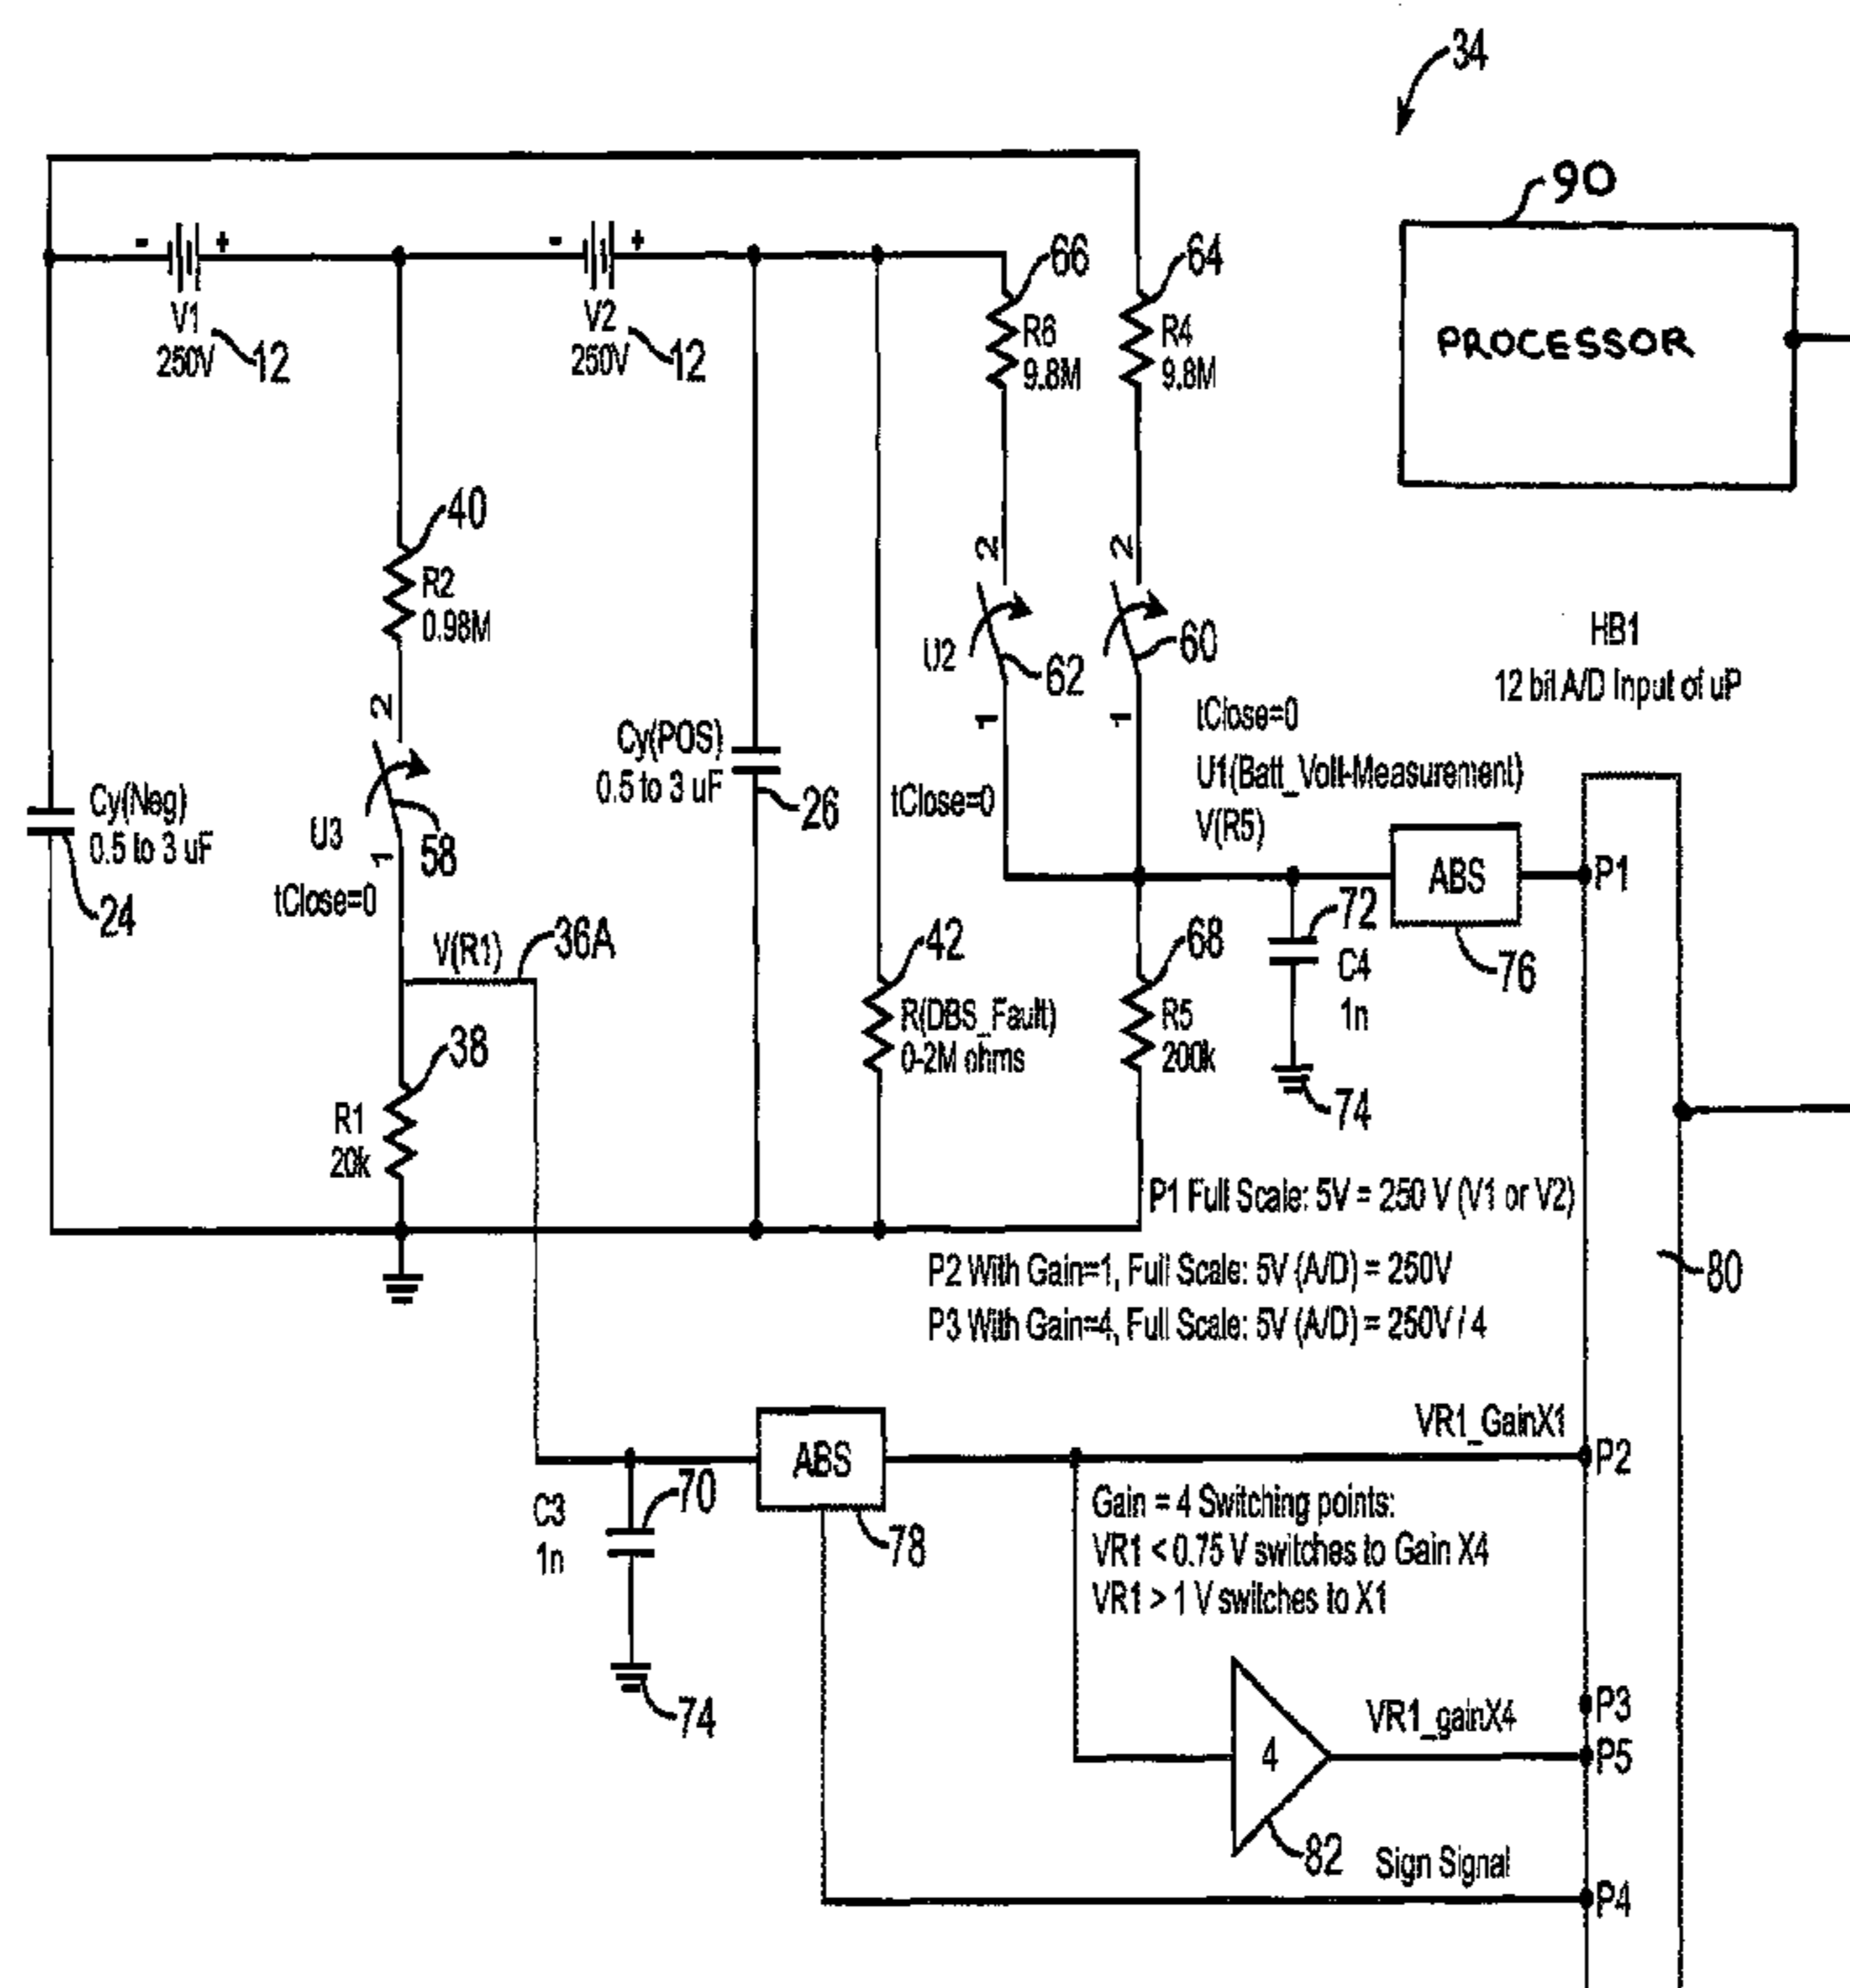 34
90
PROCESSOR
- +
V1
250V
12
- +
V2
250V
12
66
R6
9.8M
64
R4
9.8M
40
R2
0.98M
2
U3
1
58
tClose=0
Cy(Neg)
0.5 to 3 uF
24
Cy(POS)
0.5 to 3 uF
26
2
U2
62
1
tClose=0
2
60
1
tClose=0
U1(Batt_Volt-Measurement)
V(R5)
HB1
12 bit A/D Input of uP
V(R1)
36A
42
R(DBS_Fault)
0-2M ohms
68
R5
200k
72
C4
1n
74
ABS
76
P1
38
R1
20k
P1 Full Scale: 5V = 250 V (V1 or V2)
P2 With Gain=1, Full Scale: 5V (A/D) = 250V
P3 With Gain=4, Full Scale: 5V (A/D) = 250V / 4
80
C3
1n
70
74
ABS
78
VR1_GainX1
P2
Gain = 4 Switching points:
VR1 < 0.75 V switches to Gain X4
VR1 > 1 V switches to X1
4
82
VR1_gainX4
P3
P5
Sign Signal
P4